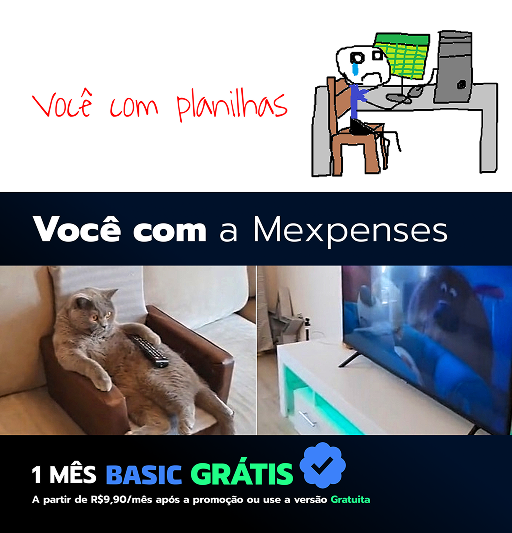 Você com planilhas
Você com a Mexpenses
1 MÊS BASIC GRÁTIS
A partir de R$9,90/mês após a promoção ou use a versão Gratuita